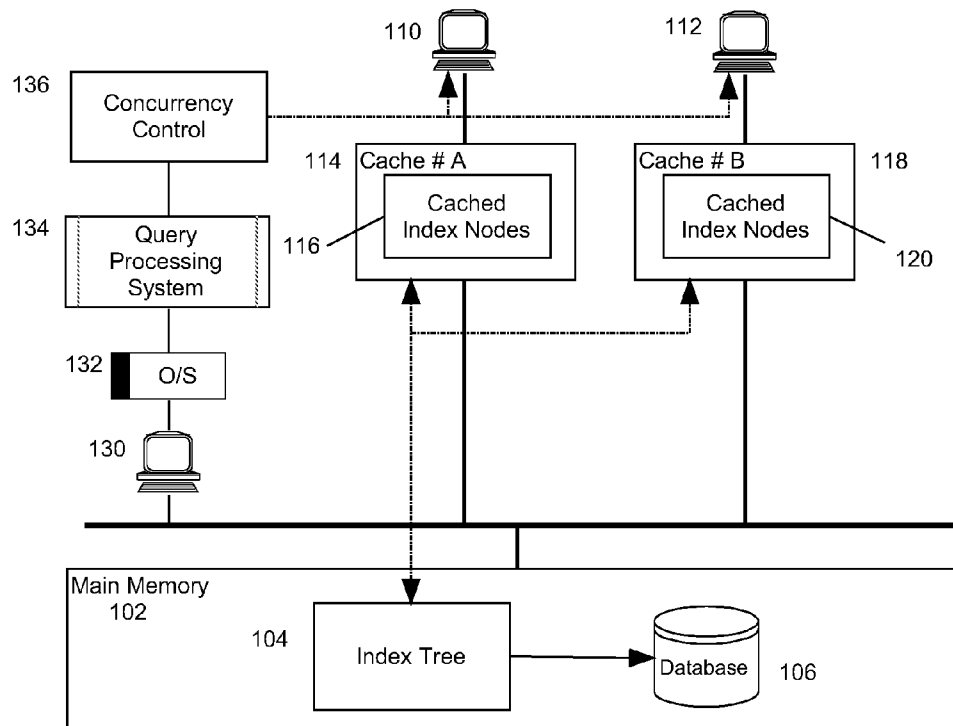 110
112
136
Concurrency
Control
114
Cache # A
Cache # B
118
Cached
Index Nodes
Cached
Index Nodes
116
120
134
Query
Processing
System
132
O/S
130
Main Memory
102
104
Index Tree
Database
106